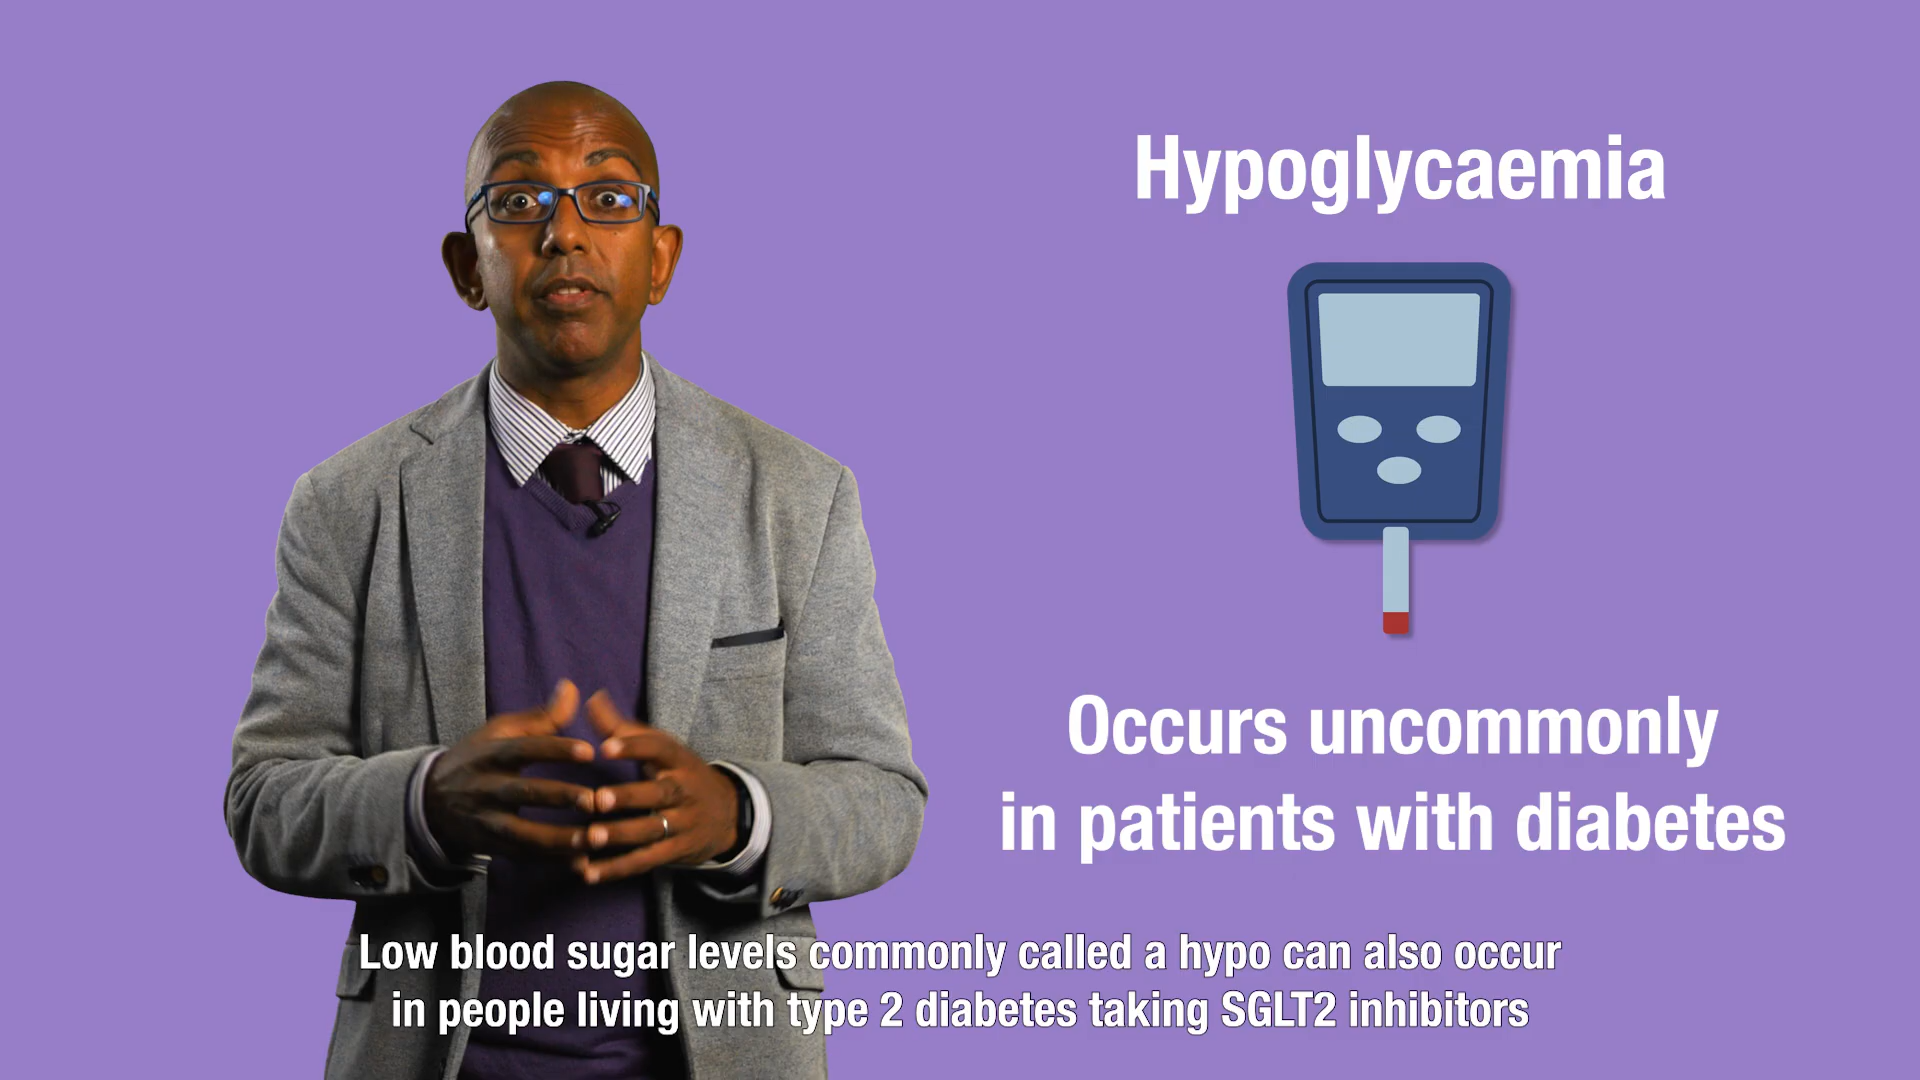 Hypoglycaemia
Occurs uncommonly
in patients with diabetes
Low blood sugar levels commonly called a hypo can also occur
in people living with type 2 diabetes taking SGLT2 inhibitors